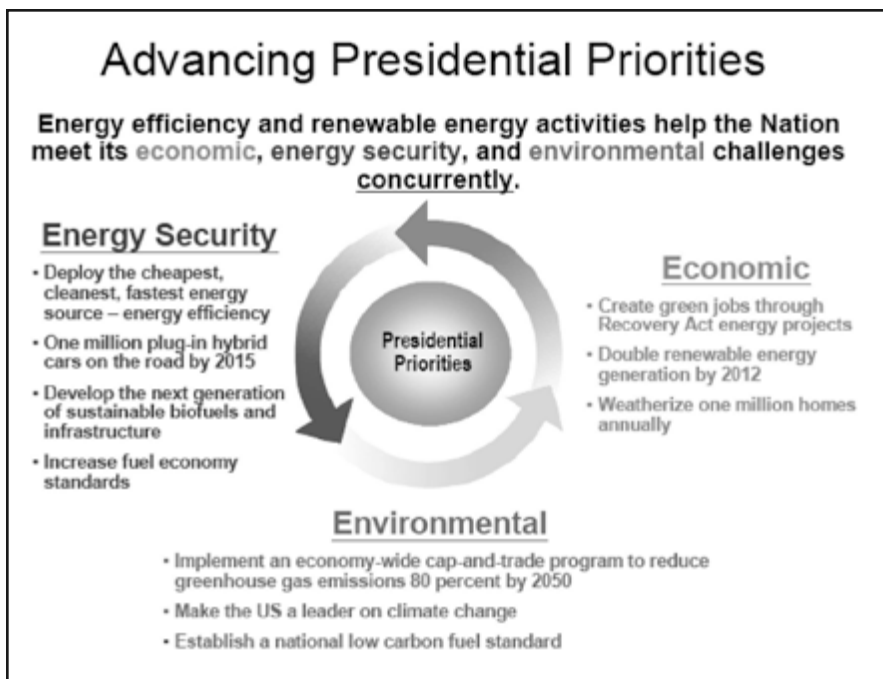 Advancing Presidential Priorities
Energy efficiency and renewable energy activities help the Nation
meet its economic, energy security, and environmental challenges
concurrently.
Energy Security
• Deploy the cheapest,
cleanest, fastest energy
source – energy efficiency
• One million plug-in hybrid
cars on the road by 2015
• Develop the next generation
of sustainable biofuels and
infrastructure
• Increase fuel economy
standards
Presidential
Priorities
Economic
• Create green jobs through
Recovery Act energy projects
• Double renewable energy
generation by 2012
• Weatherize one million homes
annually
Environmental
• Implement an economy-wide cap-and-trade program to reduce
greenhouse gas emissions 80 percent by 2050
• Make the US a leader on climate change
• Establish a national low carbon fuel standard